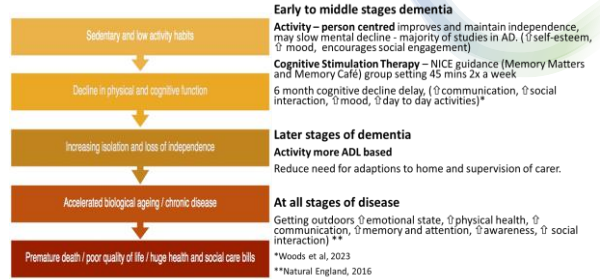 Sedentary and low activity habits
Decline in physical and cognitive function
Increasing isolation and loss of independence
Accelerated biological ageing / chronic disease
Premature death / poor quality of life / huge health and social care bills
Early to middle stages dementia
Activity – person centred improves and maintain independence,
may slow mental decline - majority of studies in AD. (⇧self-esteem,
⇧ mood, encourages social engagement)
Cognitive Stimulation Therapy – NICE guidance (Memory Matters
and Memory Café) group setting 45 mins 2x a week
6 month cognitive decline delay, (⇧communication, ⇧social
interaction, ⇧mood, ⇧day to day activities)*
Later stages of dementia
Activity more ADL based
Reduce need for adaptions to home and supervision of carer.
At all stages of disease
Getting outdoors ⇧emotional state, ⇧physical health, ⇧
communication, ⇧memory and attention, ⇧awareness, ⇧ social
interaction) **
*Woods et al, 2023
**Natural England, 2016